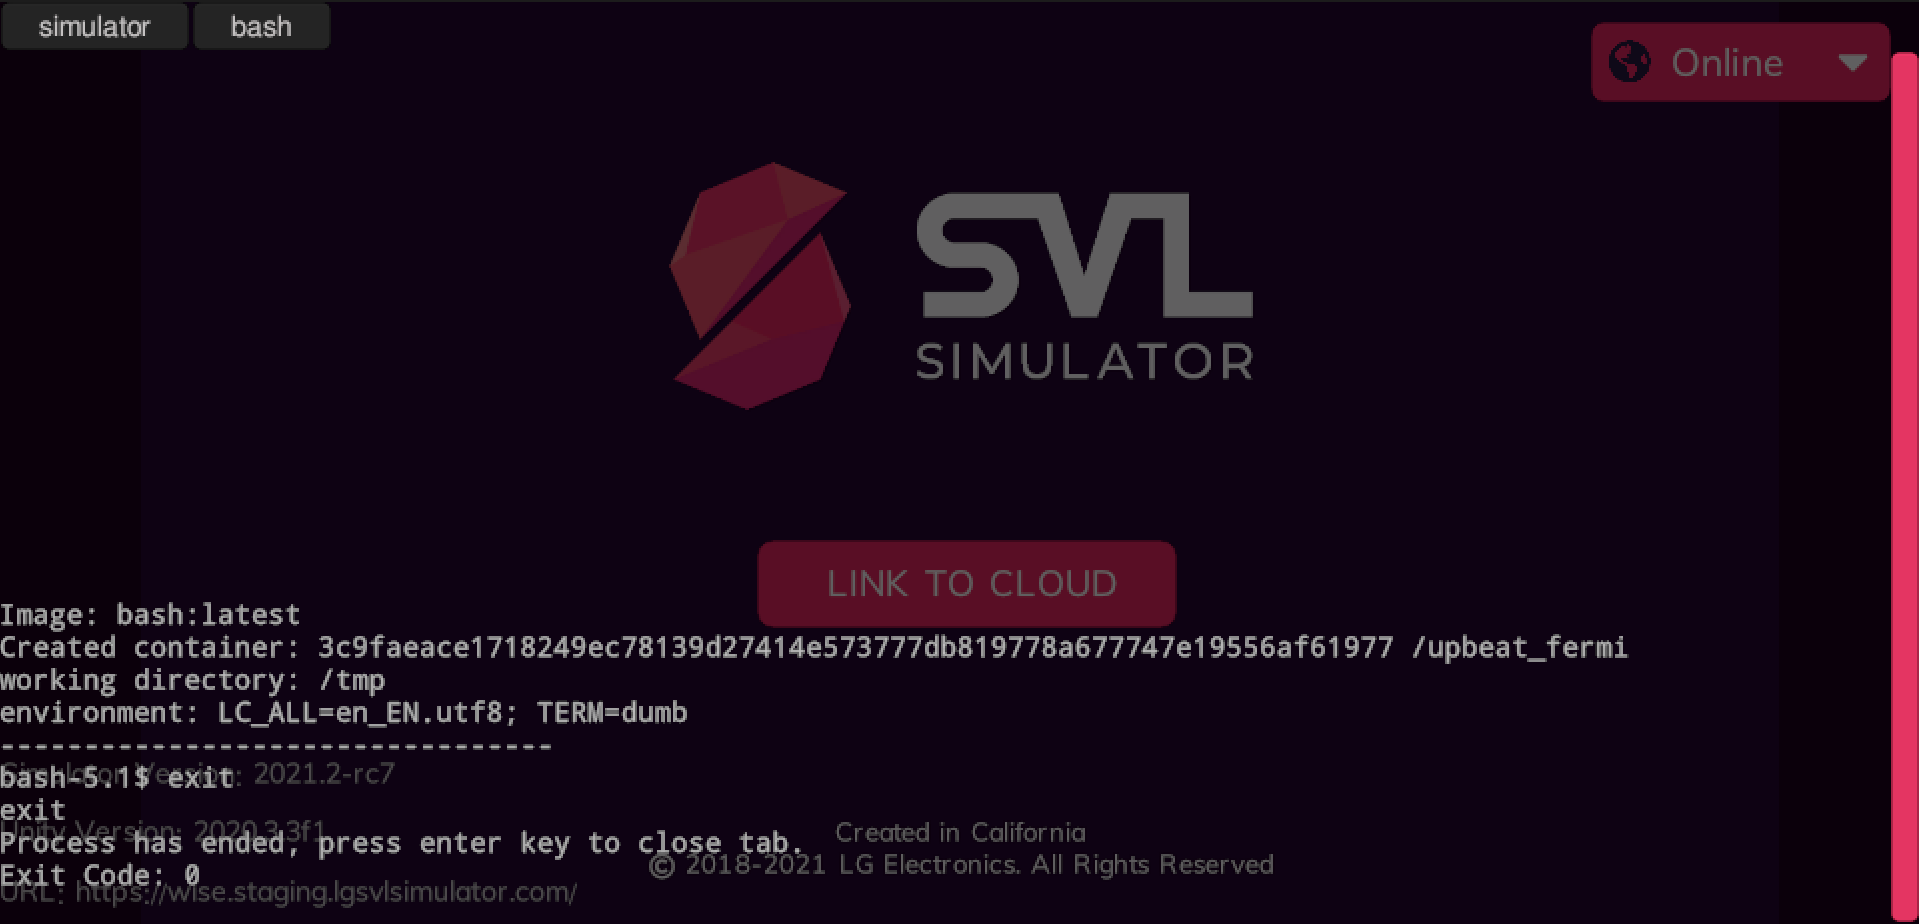 simulator bash
Online
SVL
SIMULATOR
LINK TO CLOUD
Image: bash:latest
Created container: 3c9faeace1718249ec78139d27414e573777db819778a677747e19556af61977 /upbeat_fermi
working directory: /tmp
environment: LC_ALL=en_EN.utf8; TERM=dumb
---------------------------------
Simulator Version: 2021.2-rc7
bash-5.1$ exit
exit
Unity Version: 2020.3.3f1
Process has ended, press enter key to close tab.
Created in California
© 2018-2021 LG Electronics. All Rights Reserved
Exit Code: 0
URL: https://wise.staging.lgsvlsimulator.com/